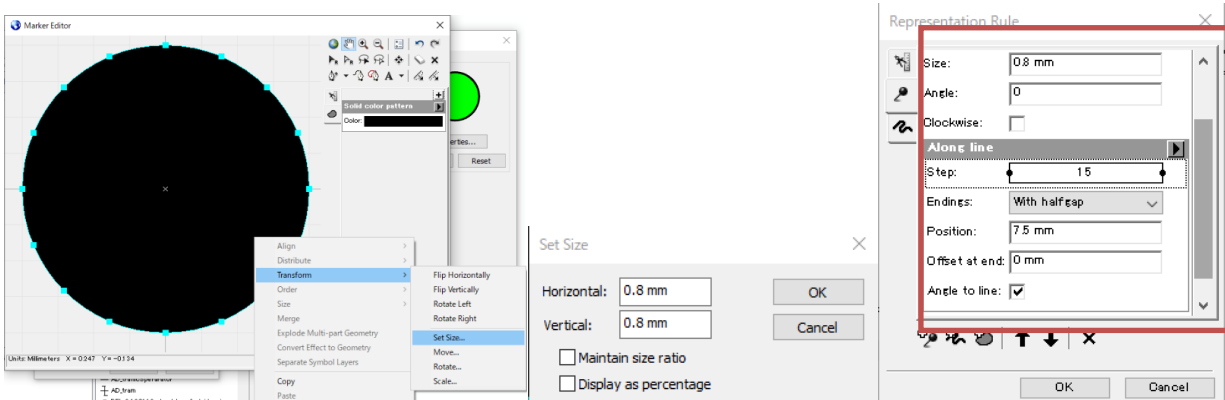 Marker Editor
Solid color pattern
Color:
erties...
Reset
Align
Distribute
Transform
Order
Size
Merge
Explode Multi-part Geometry
Convert Effect to Geometry
Separate Symbol Layers
Copy
Paste
Flip Horizontally
Flip Vertically
Rotate Left
Rotate Right
Set Size...
Move...
Rotate...
Scale...
Units: Millimeters X = 0.247 Y = -0.134
AD_tram
Set Size
Horizontal: 0.8 mm
OK
Vertical: 0.8 mm
Cancel
Maintain size ratio
Display as percentage
Representation Rule
Size: 0.8 mm
Angle: 0
Clockwise:
Along line
Step: 15
Endings: With half gap
Position: 7.5 mm
Offset at end: 0 mm
Angle to line:
OK
Cancel